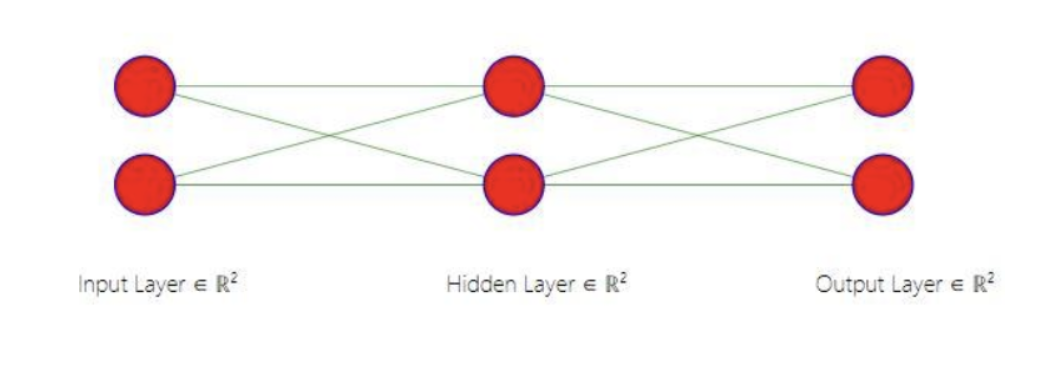 Input Layer ∈ ℝ²
Hidden Layer ∈ ℝ²
Output Layer ∈ ℝ²